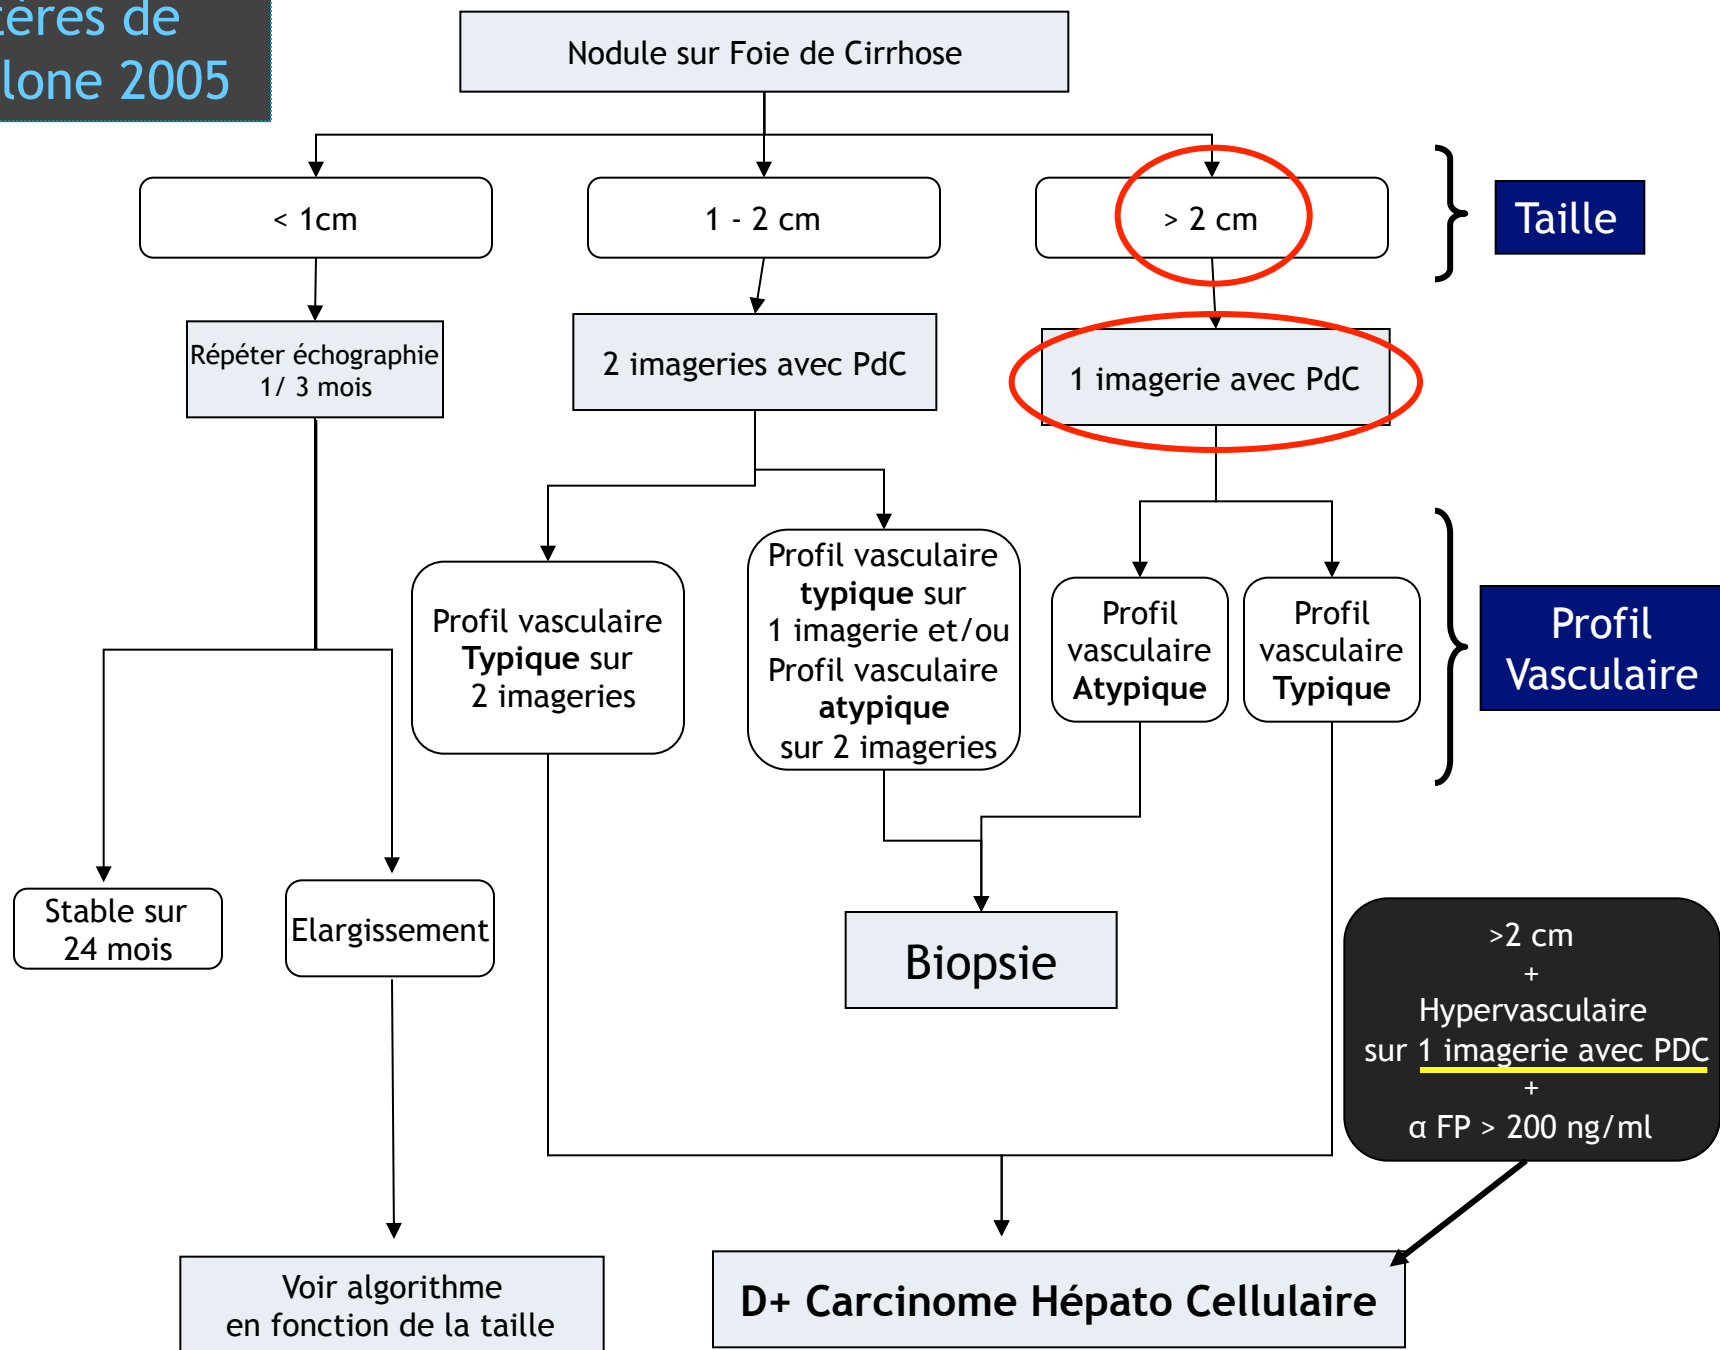 de
2005
Nodule sur Foie de Cirrhose
< 1cm
1 - 2 cm
> 2 cm
Taille
Répéter échographie
1/ 3 mois
2 imageries avec PdC
1 imagerie avec PdC
Profil vasculaire
Typique sur
2 imageries
Profil vasculaire
typique sur
1 imagerie et/ou
Profil vasculaire
atypique
sur 2 imageries
Profil
vasculaire
Atypique
Profil
vasculaire
Typique
Profil
Vasculaire
Stable sur
24 mois
Elargissement
Biopsie
>2 cm
+
Hypervasculaire
sur 1 imagerie avec PDC
+
α FP > 200 ng/ml
Voir algorithme
en fonction de la taille
D+ Carcinome Hépato Cellulaire